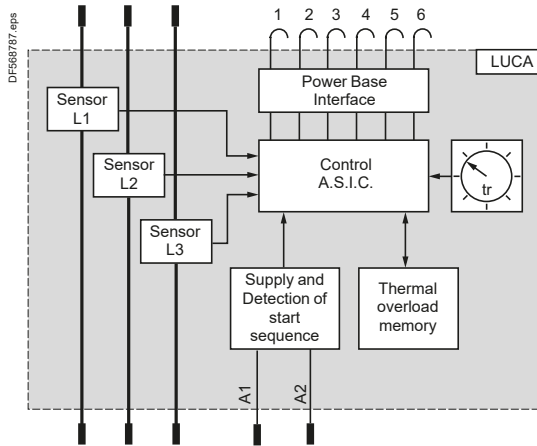 DF568787.eps
1 2 3 4 5 6
LUCA
Power Base
Interface
Sensor
L1
Sensor
L2
Sensor
L3
Control
A.S.I.C.
tr
Supply and
Detection of
start
sequence
Thermal
overload
memory
A1
A2